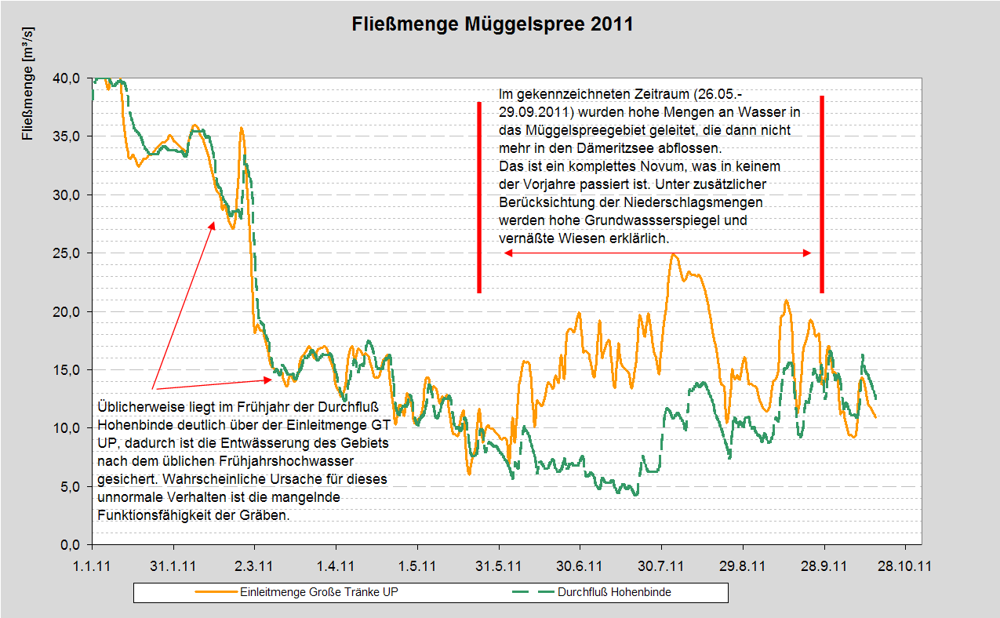 Fließmenge Müggelspree 2011
Fließmenge [m³/s]
40,0
35,0
30,0
25,0
20,0
15,0
10,0
5,0
0,0
Im gekennzeichneten Zeitraum (26.05.-
29.09.2011) wurden hohe Mengen an Wasser in
das Müggelspreegebiet geleitet, die dann nicht
mehr in den Dämeritzsee abflossen.
Das ist ein komplettes Novum, was in keinem
der Vorjahre passiert ist. Unter zusätzlicher
Berücksichtung der Niederschlagsmengen
werden hohe Grundwassserspiegel und
vernäßte Wiesen erklärlich.
Üblicherweise liegt im Frühjahr der Durchfluß
Hohenbinde deutlich über der Einleitmenge GT
UP, dadurch ist die Entwässerung des Gebiets
nach dem üblichen Frühjahrshochwasser
gesichert. Wahrscheinliche Ursache für dieses
unnormale Verhalten ist die mangelnde
Funktionsfähigkeit der Gräben.
1.1.11 31.1.11 2.3.11 1.4.11 1.5.11 31.5.11 30.6.11 30.7.11 29.8.11 28.9.11 28.10.11
Einleitmenge Große Tränke UP Durchfluß Hohenbinde